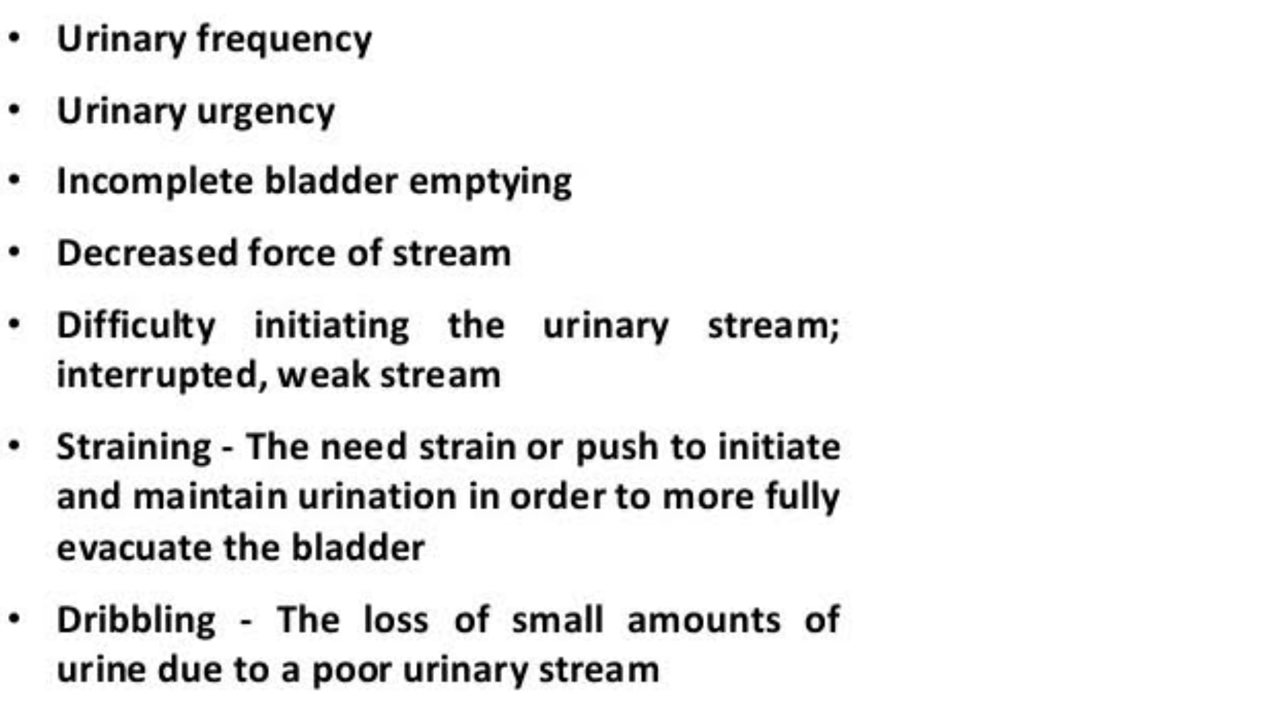 • Urinary frequency
• Urinary urgency
• Incomplete bladder emptying
• Decreased force of stream
• Difficulty initiating the urinary stream;
interrupted, weak stream
• Straining - The need strain or push to initiate
and maintain urination in order to more fully
evacuate the bladder
• Dribbling - The loss of small amounts of
urine due to a poor urinary stream